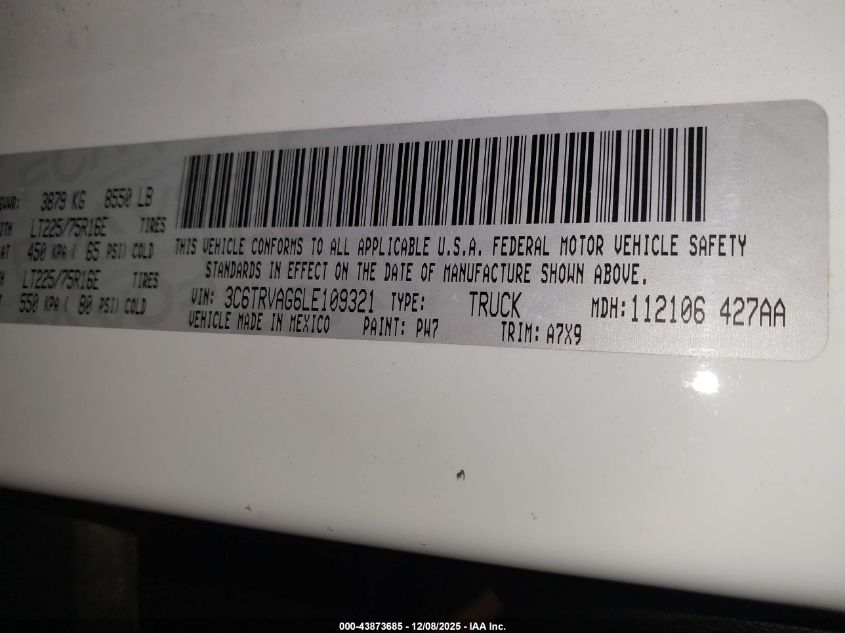 GVWR: 3879 KG 8550 LB
LT225/75R16E TIRES
AT 450 KPA ( 65 PSI) COLD
LT225/75R16E TIRES
550 KPA ( 80 PSI) COLD
THIS VEHICLE CONFORMS TO ALL APPLICABLE U.S.A. FEDERAL MOTOR VEHICLE SAFETY
STANDARDS IN EFFECT ON THE DATE OF MANUFACTURE SHOWN ABOVE.
VIN: 3C6TRVAG6LE109321 TYPE: TRUCK MDH:112106 427AA
VEHICLE MADE IN MEXICO PAINT: PW7 TRIM: A7X9
000-43873685 - 12/08/2025 - IAA Inc.